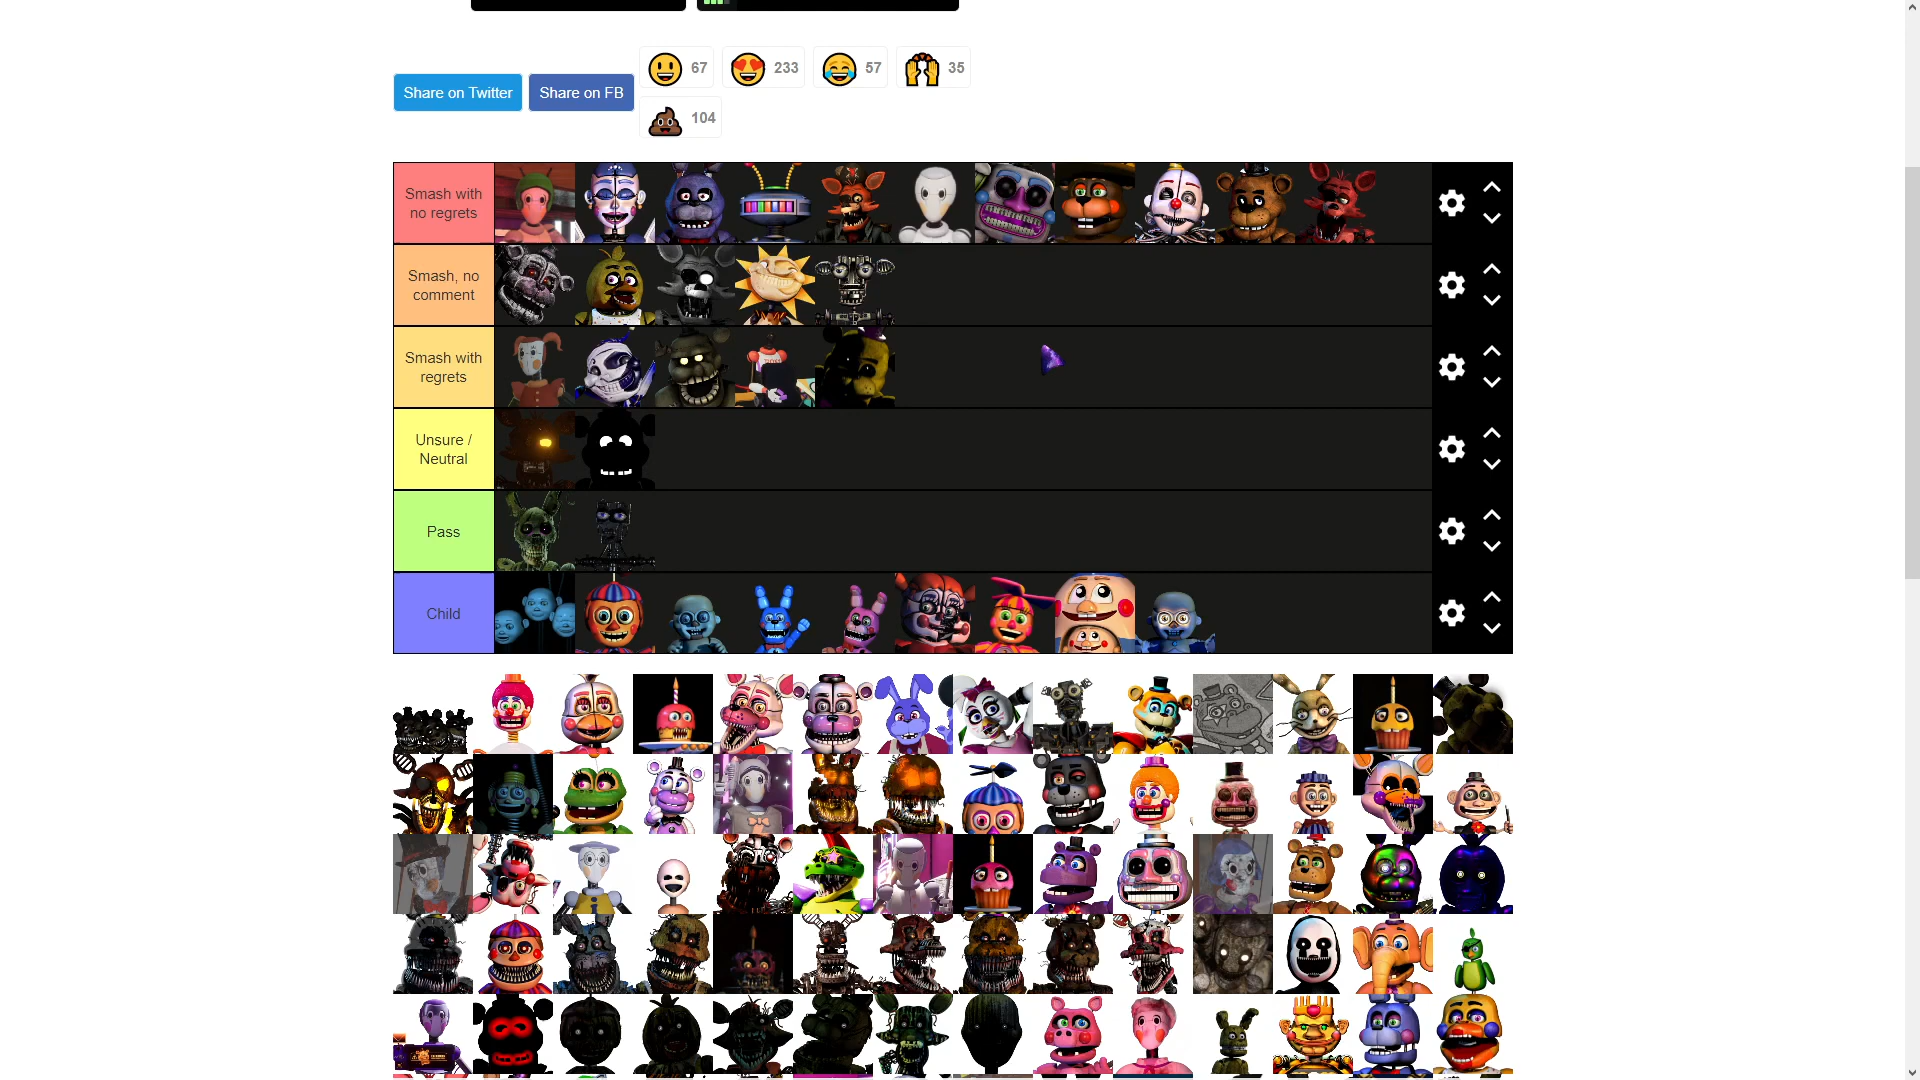 67
233
57
35
Share on Twitter
Share on FB
104
Smash with
no regrets
Smash, no
comment
Smash with
regrets
Unsure /
Neutral
Pass
Child